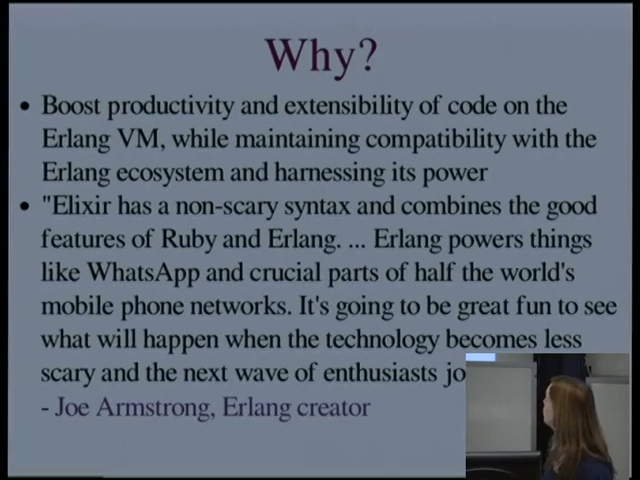 Why?
• Boost productivity and extensibility of code on the
Erlang VM, while maintaining compatibility with the
Erlang ecosystem and harnessing its power
• "Elixir has a non-scary syntax and combines the good
features of Ruby and Erlang. ... Erlang powers things
like WhatsApp and crucial parts of half the world's
mobile phone networks. It's going to be great fun to see
what will happen when the technology becomes less
scary and the next wave of enthusiasts
- Joe Armstrong, Erlang creator